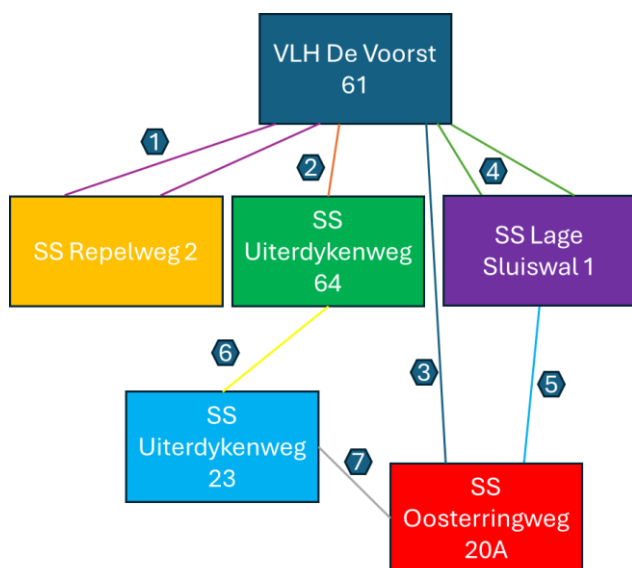 VLH De Voorst
61
1
2
4
SS Repelweg 2
SS
Uiterdykenweg
64
SS Lage
Sluiswal 1
6
3
5
SS
Uiterdykenweg
23
7
SS
Oosterringweg
20A